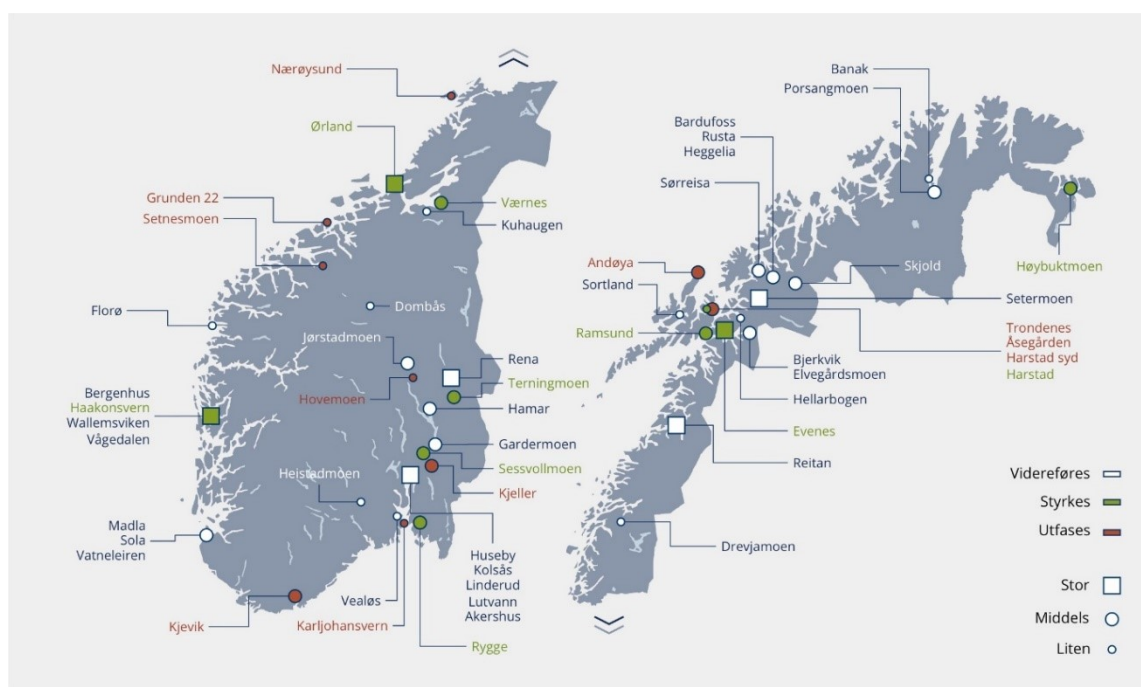 Nærøysund
Ørland
Grunden 22
Setnesmoen
Værnes
Kuhaugen
Florø
Dombås
Jørstadmoen
Rena
Terningmoen
Hovemoen
Hamar
Bergenhus
Haakonsvern
Wallemsviken
Vågedalen
Gardermoen
Sessvollmoen
Heistadmoen
Kjeller
Madla
Sola
Vatneleiren
Huseby
Kolsås
Linderud
Lutvann
Akershus
Vealøs
Kjevik
Karljohansvern
Rygge
Banak
Porsangmoen
Bardufoss
Rusta
Heggelia
Sørreisa
Andøya
Sortland
Ramsund
Skjold
Høybuktmoen
Setermoen
Trondenes
Åsegården
Harstad syd
Harstad
Bjerkvik
Elvegårdsmoen
Hellarbogen
Evenes
Reitan
Drevjamoen
Videreføres
Styrkes
Utfases
Stor
Middels
Liten